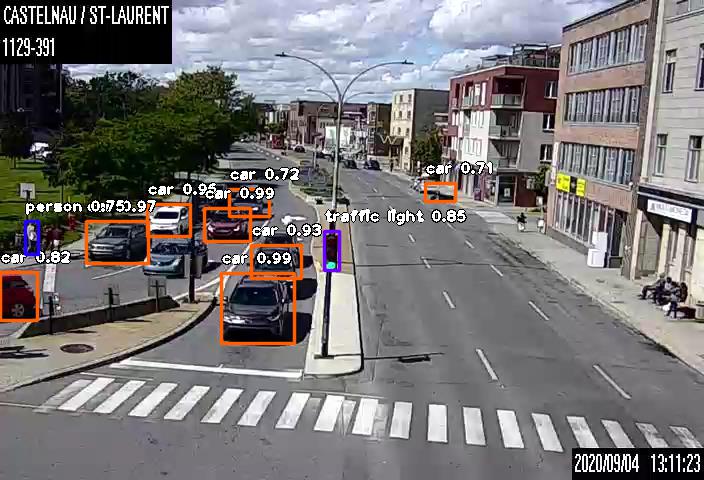 CASTELNAU / ST-LAURENT
1129-391
car 0.72
car 0.71
car 0.95
car 0.99
person 0.75
0.97
traffic light 0.85
car 0.93
car 0.82
car 0.99
2020/09/04 13:11:23